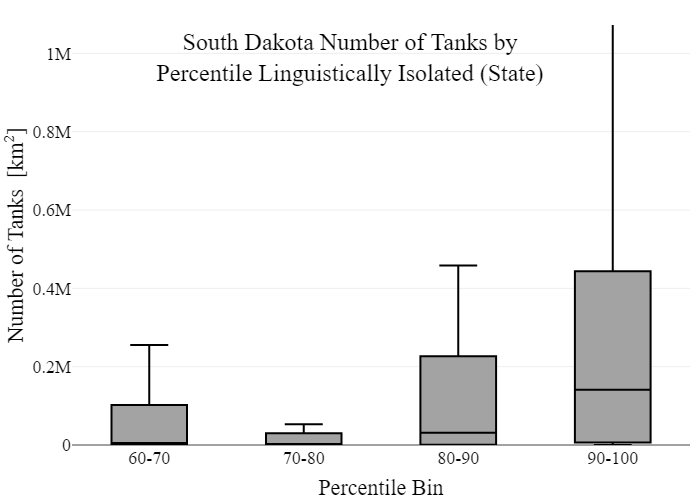 South Dakota Number of Tanks by
Percentile Linguistically Isolated (State)
Number of Tanks [km²]
1M
0.8M
0.6M
0.4M
0.2M
0
60-70
70-80
80-90
90-100
Percentile Bin